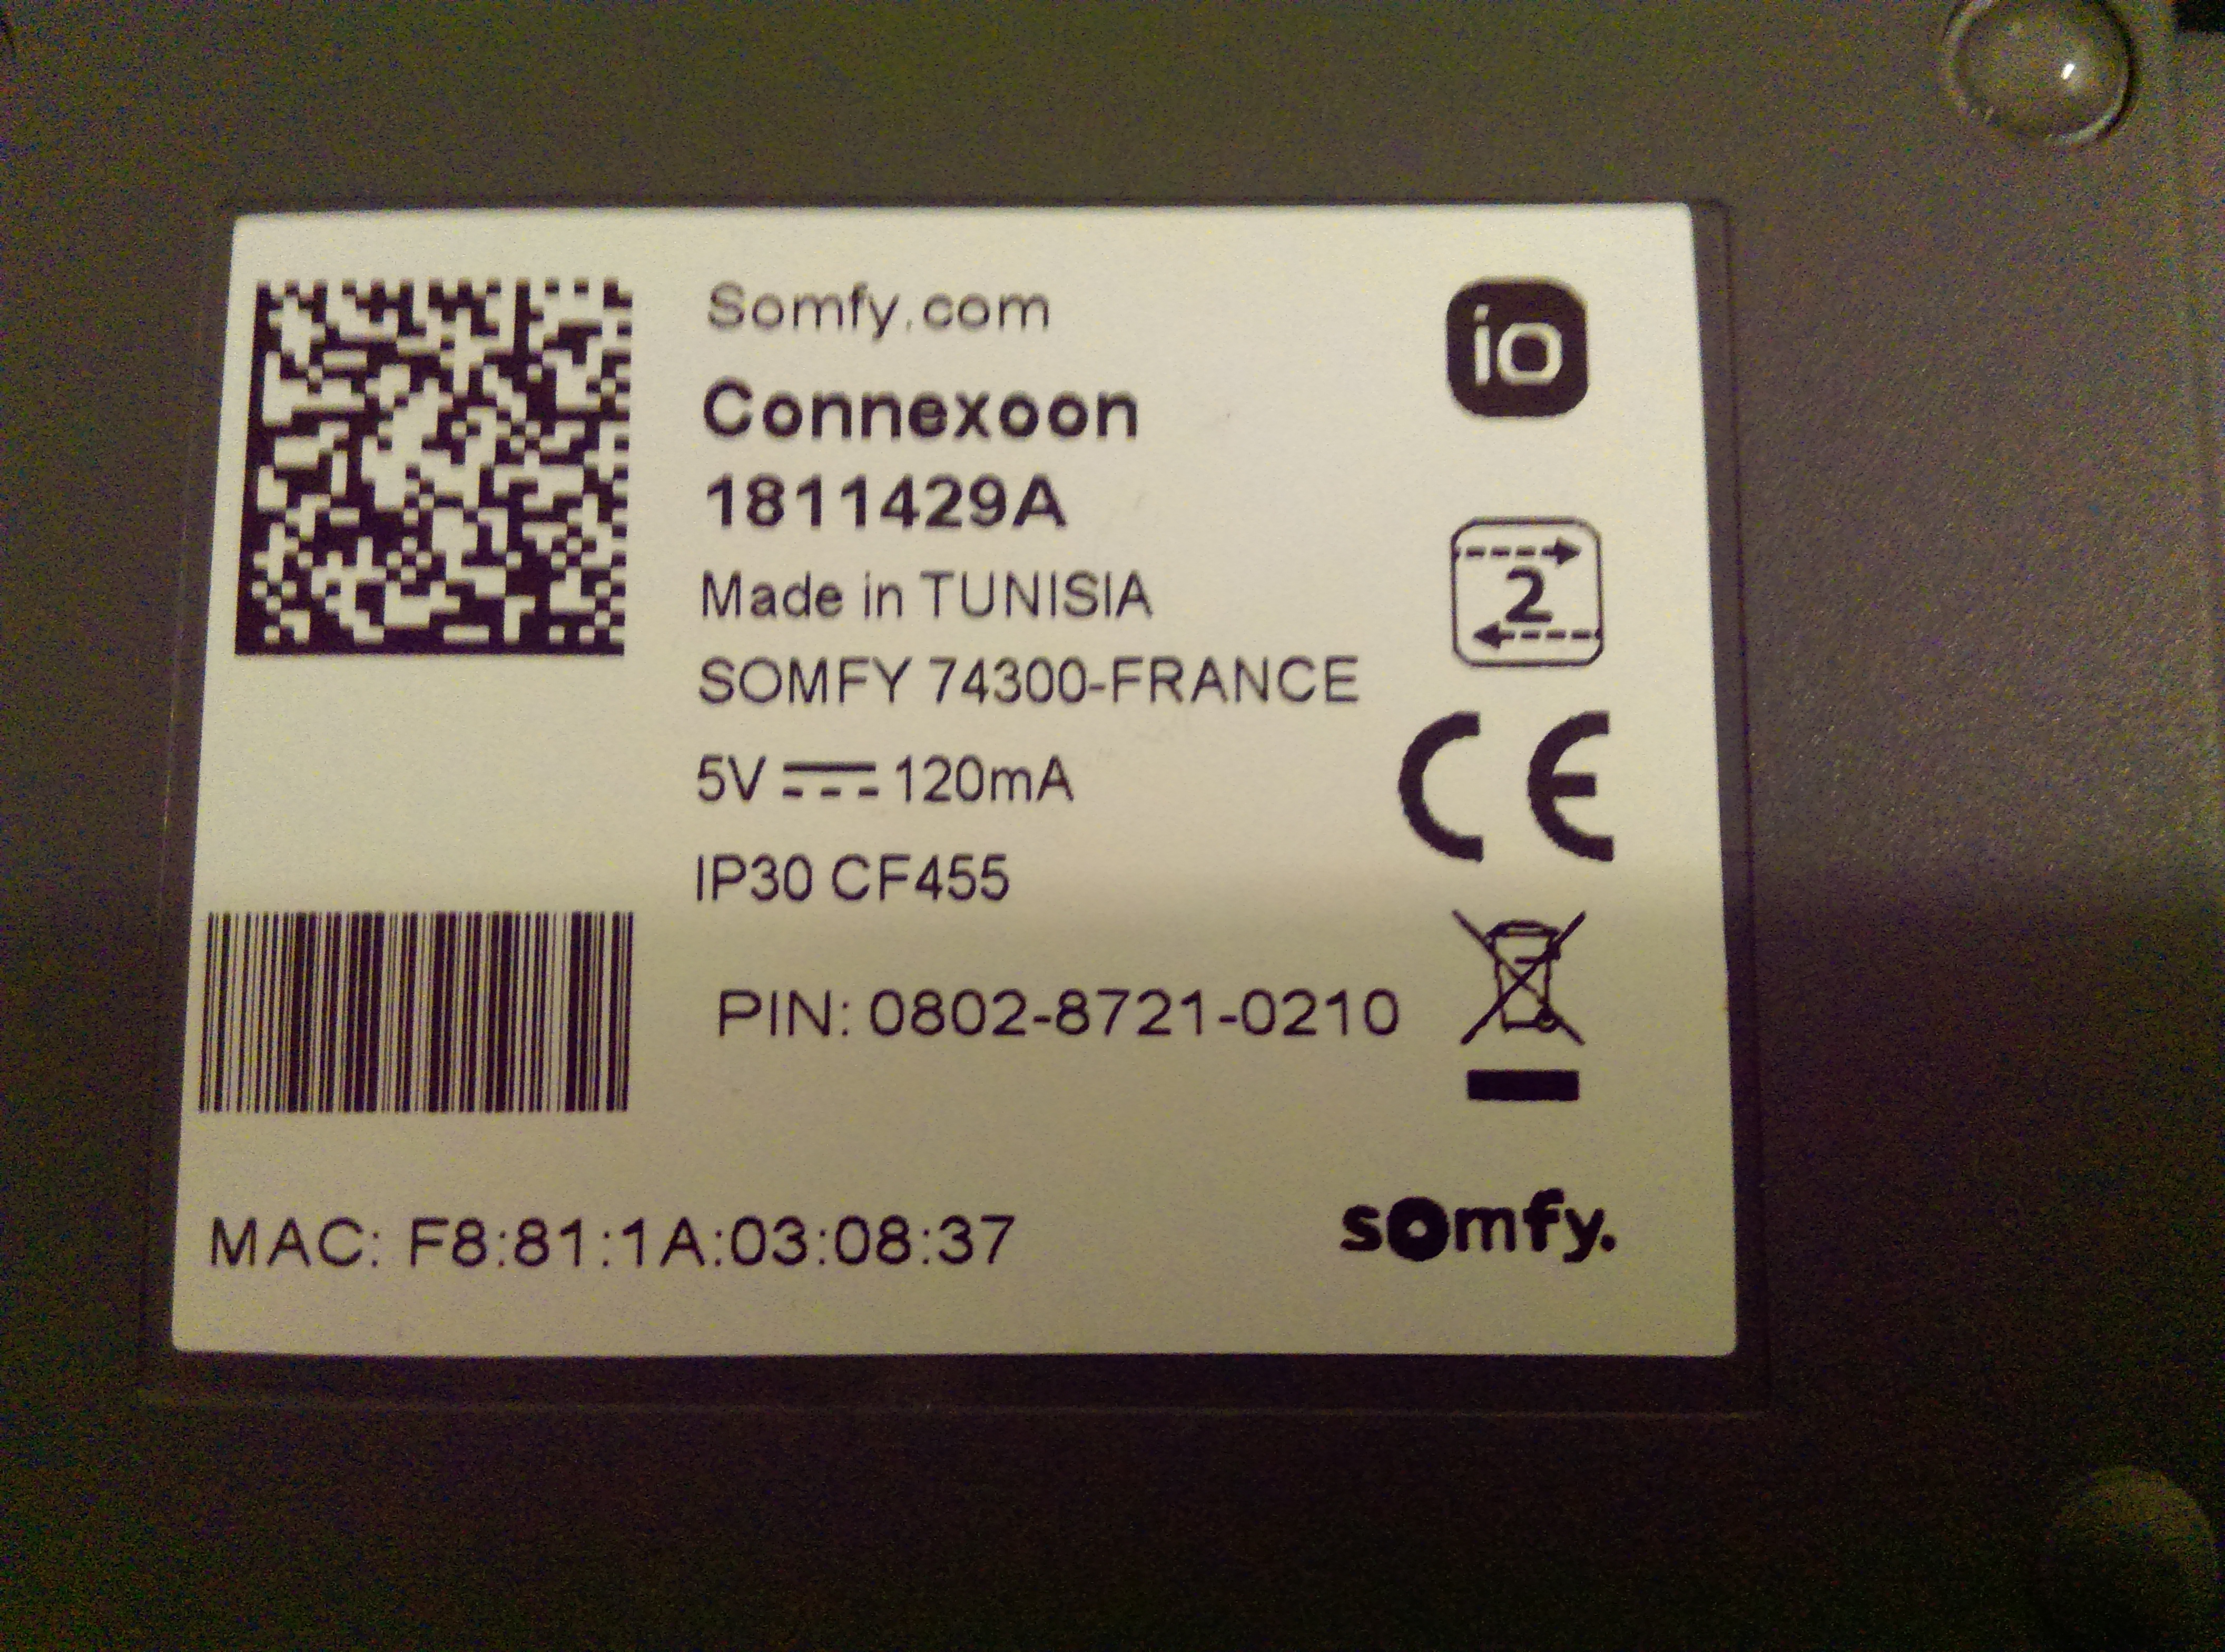 Somfy.com
io
Connexoon
1811429A
2
Made in TUNISIA
SOMFY 74300-FRANCE
5V 120mA
CE
IP30 CF455
PIN: 0802-8721-0210
MAC: F8:81:1A:03:08:37
somfy.